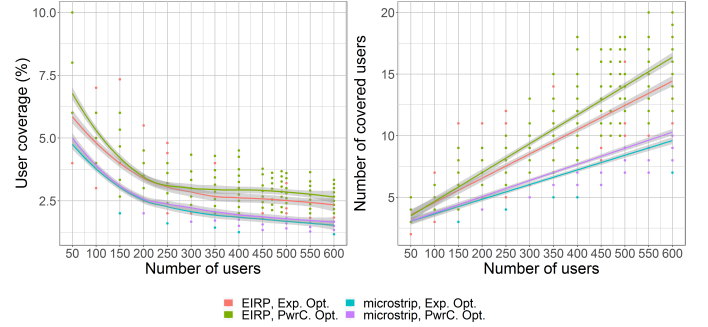 User coverage (%)
10.0
7.5
5.0
2.5
50 100 150 200 250 300 350 400 450 500 550 600
Number of users
Number of covered users
20
15
10
5
50 100 150 200 250 300 350 400 450 500 550 600
Number of users
EIRP, Exp. Opt. microstrip, Exp. Opt.
EIRP, PwrC. Opt. microstrip, PwrC. Opt.